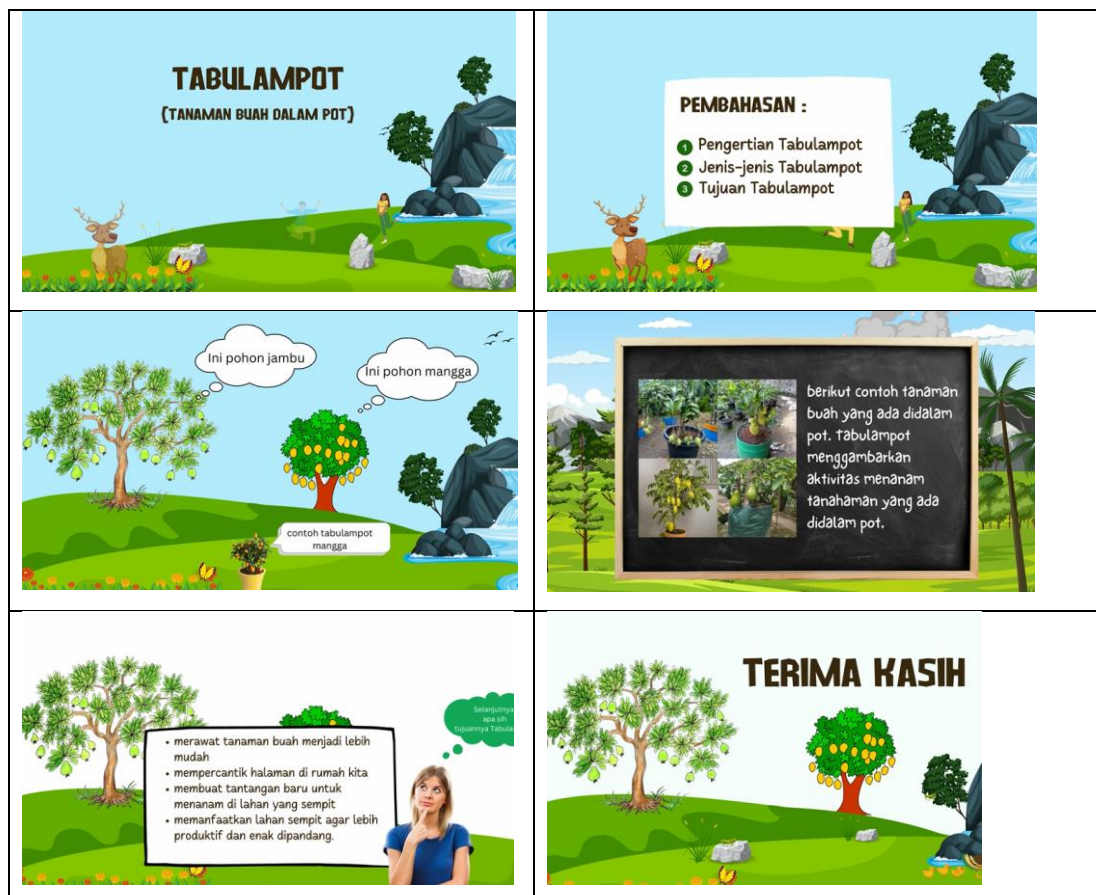 TABULAMPOT
(TANAMAN BUAH DALAM POT)
PEMBAHASAN :
1 Pengertian Tabulampot
2 Jenis-jenis Tabulampot
3 Tujuan Tabulampot
Ini pohon jambu
Ini pohon mangga
contoh tabulampot
mangga
berikut contoh tanaman
buah yang ada didalam
pot. tabulampot
menggambarkan
aktivitas menanam
tanahaman yang ada
didalam pot.
Selanjutnya
apa sih
tujuannya Tabula
• merawat tanaman buah menjadi lebih
mudah
• mempercantik halaman di rumah kita
• membuat tantangan baru untuk
menanam di lahan yang sempit
• memanfaatkan lahan sempit agar lebih
produktif dan enak dipandang.
TERIMA KASIH